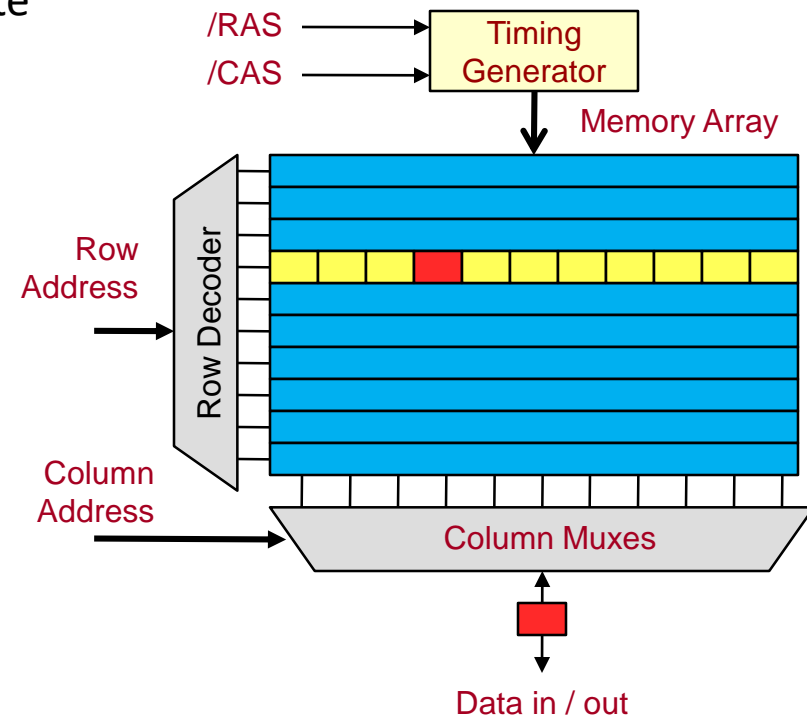 /RAS
/CAS
Timing
Generator
Memory Array
Row
Address
Row Decoder
Column
Address
Column Muxes
Data in / out